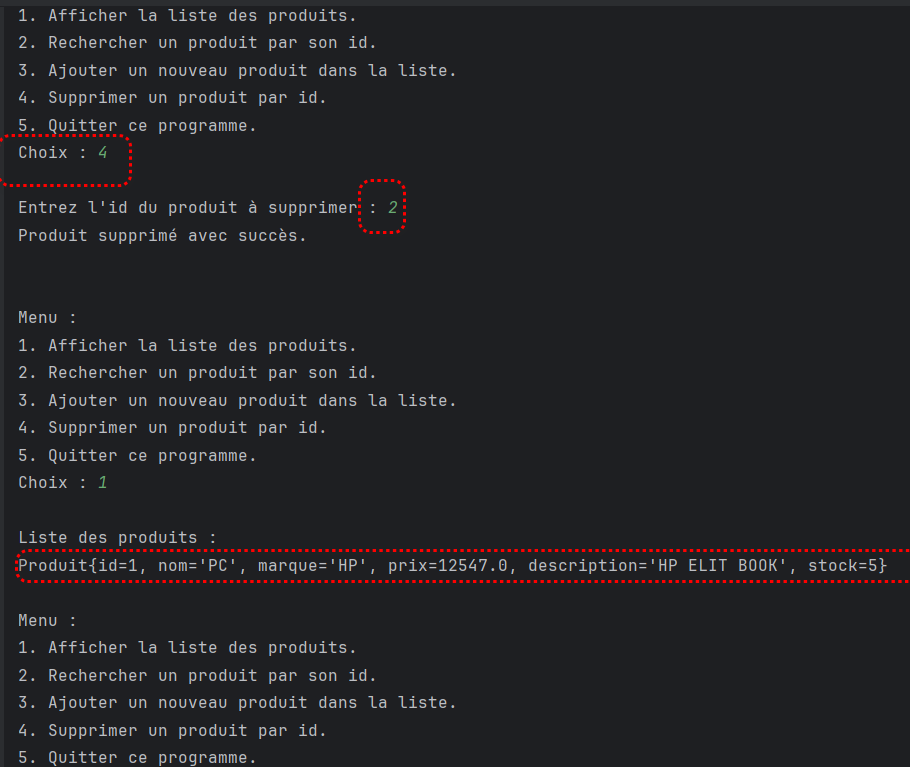 1. Afficher la liste des produits.
2. Rechercher un produit par son id.
3. Ajouter un nouveau produit dans la liste.
4. Supprimer un produit par id.
5. Quitter ce programme.
Choix : 4
Entrez l'id du produit à supprimer : 2
Produit supprimé avec succès.
Menu :
1. Afficher la liste des produits.
2. Rechercher un produit par son id.
3. Ajouter un nouveau produit dans la liste.
4. Supprimer un produit par id.
5. Quitter ce programme.
Choix : 1
Liste des produits :
Produit{id=1, nom='PC', marque='HP', prix=12547.0, description='HP ELIT BOOK', stock=5}
Menu :
1. Afficher la liste des produits.
2. Rechercher un produit par son id.
3. Ajouter un nouveau produit dans la liste.
4. Supprimer un produit par id.
5. Quitter ce programme.